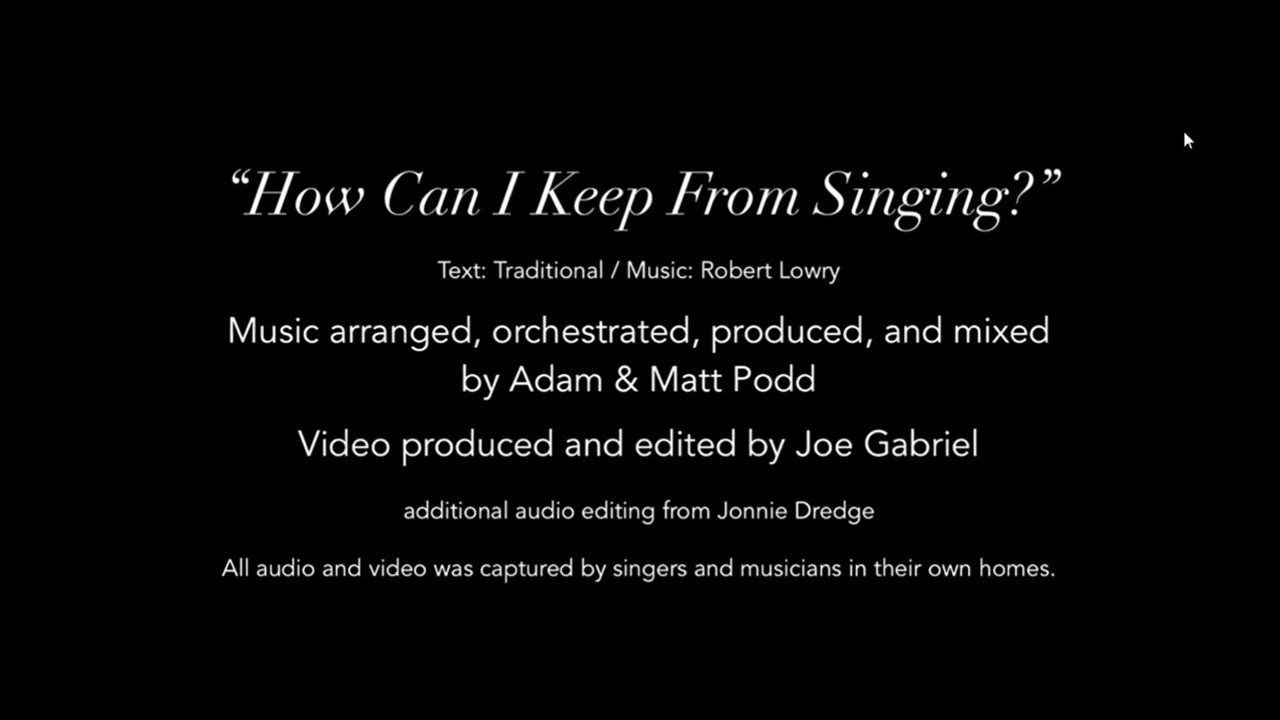 “How Can I Keep From Singing?”
Text: Traditional / Music: Robert Lowry
Music arranged, orchestrated, produced, and mixed
by Adam & Matt Podd
Video produced and edited by Joe Gabriel
additional audio editing from Jonnie Dredge
All audio and video was captured by singers and musicians in their own homes.